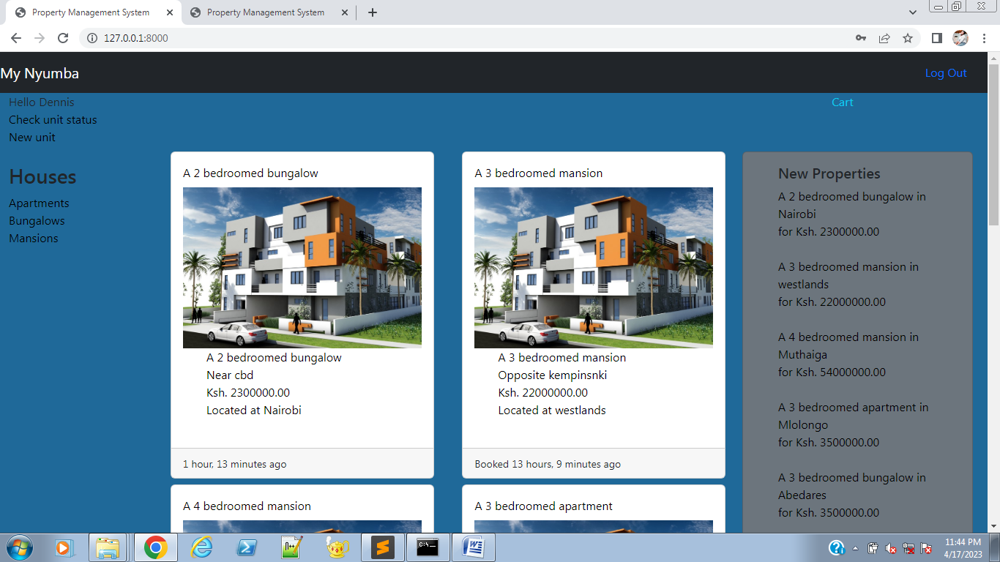 Property Management System
Property Management System
127.0.0.1:8000
My Nyumba
Log Out
Hello Dennis
Cart
Check unit status
New unit
Houses
Apartments
Bungalows
Mansions
A 2 bedroomed bungalow
A 2 bedroomed bungalow
Near cbd
Ksh. 2300000.00
Located at Nairobi
1 hour, 13 minutes ago
A 3 bedroomed mansion
A 3 bedroomed mansion
Opposite kempinsnki
Ksh. 22000000.00
Located at westlands
Booked 13 hours, 9 minutes ago
A 4 bedroomed mansion
A 3 bedroomed apartment
New Properties
A 2 bedroomed bungalow in
Nairobi
for Ksh. 2300000.00
A 3 bedroomed mansion in
westlands
for Ksh. 22000000.00
A 4 bedroomed mansion in
Muthaiga
for Ksh. 54000000.00
A 3 bedroomed apartment in
Mlolongo
for Ksh. 3500000.00
A 3 bedroomed bungalow in
Abedares
for Ksh. 3500000.00
11:44 PM
4/17/2023